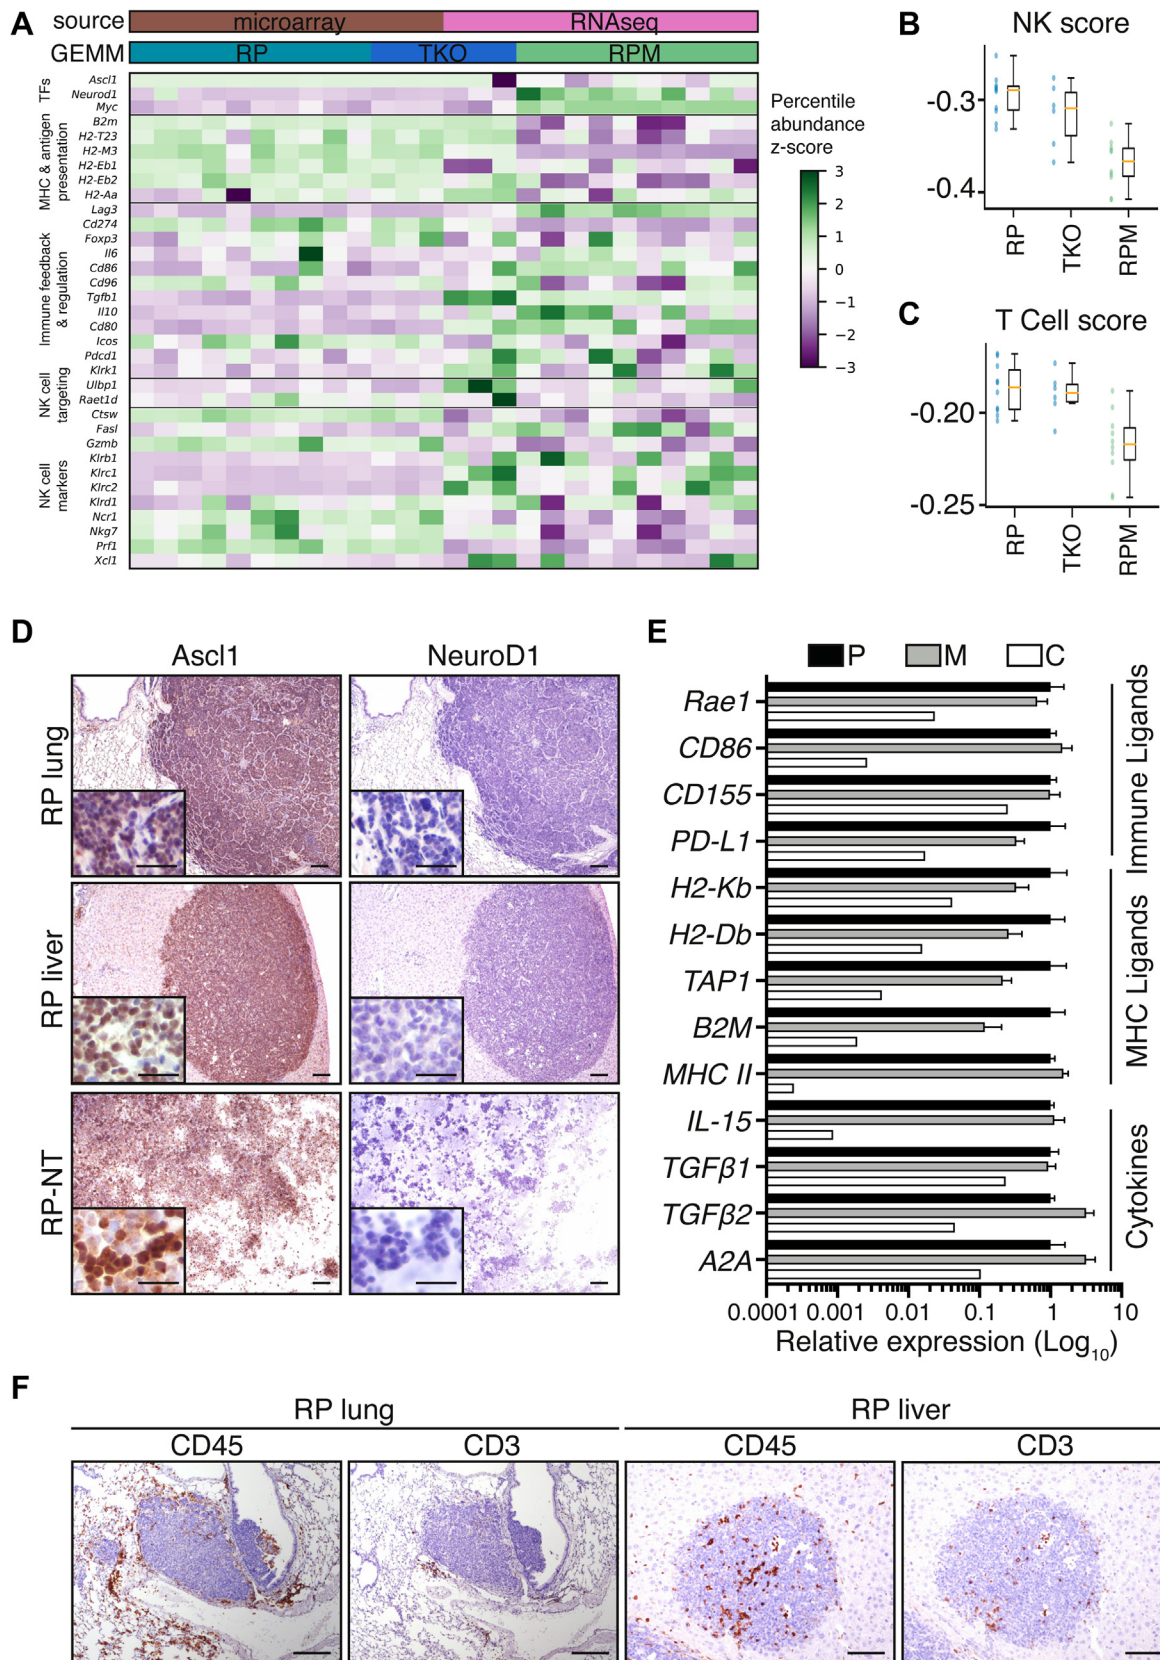 A
source
microarray
RNAseq
GEMM
RP
TKO
RPM
TFs
MHC & antigen
presentation
Immune feedback
& regulation
NK cell
targeting
NK cell
markers
Ascl1
Neurod1
Myc
B2m
H2-T23
H2-M3
H2-Eb1
H2-Eb2
H2-Aa
Lag3
Cd274
Foxp3
Il6
Cd86
Cd96
Tgfb1
Il10
Cd80
Icos
Pdcd1
Klrk1
Ulbp1
Raet1d
Ctsw
Fasl
Gzmb
Klrb1
Klrc1
Klrc2
Klrd1
Ncr1
Nkg7
Prf1
Xcl1
Percentile
abundance
z-score
3
2
1
0
−1
−2
−3
B
NK score
-0.3
-0.4
RP
TKO
RPM
C
T Cell score
-0.20
-0.25
RP
TKO
RPM
D
Ascl1
NeuroD1
RP lung
RP liver
RP-NT
E
P
M
C
Rae1
CD86
CD155
PD-L1
H2-Kb
H2-Db
TAP1
B2M
MHC II
IL-15
TGFβ1
TGFβ2
A2A
Immune Ligands
MHC Ligands
Cytokines
0.0001 0.001 0.01 0.1 1 10
Relative expression (Log₁₀)
F
RP lung
RP liver
CD45
CD3
CD45
CD3